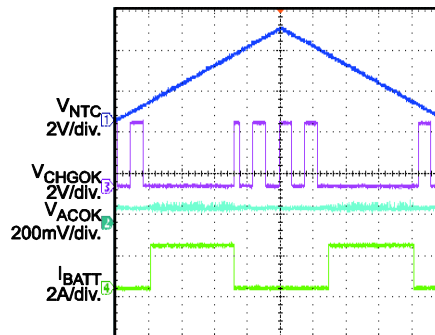 VNTC
1
2V/div.
VCHGOK
3
2V/div.
VACOK
2
200mV/div.
IBATT
4
2A/div.